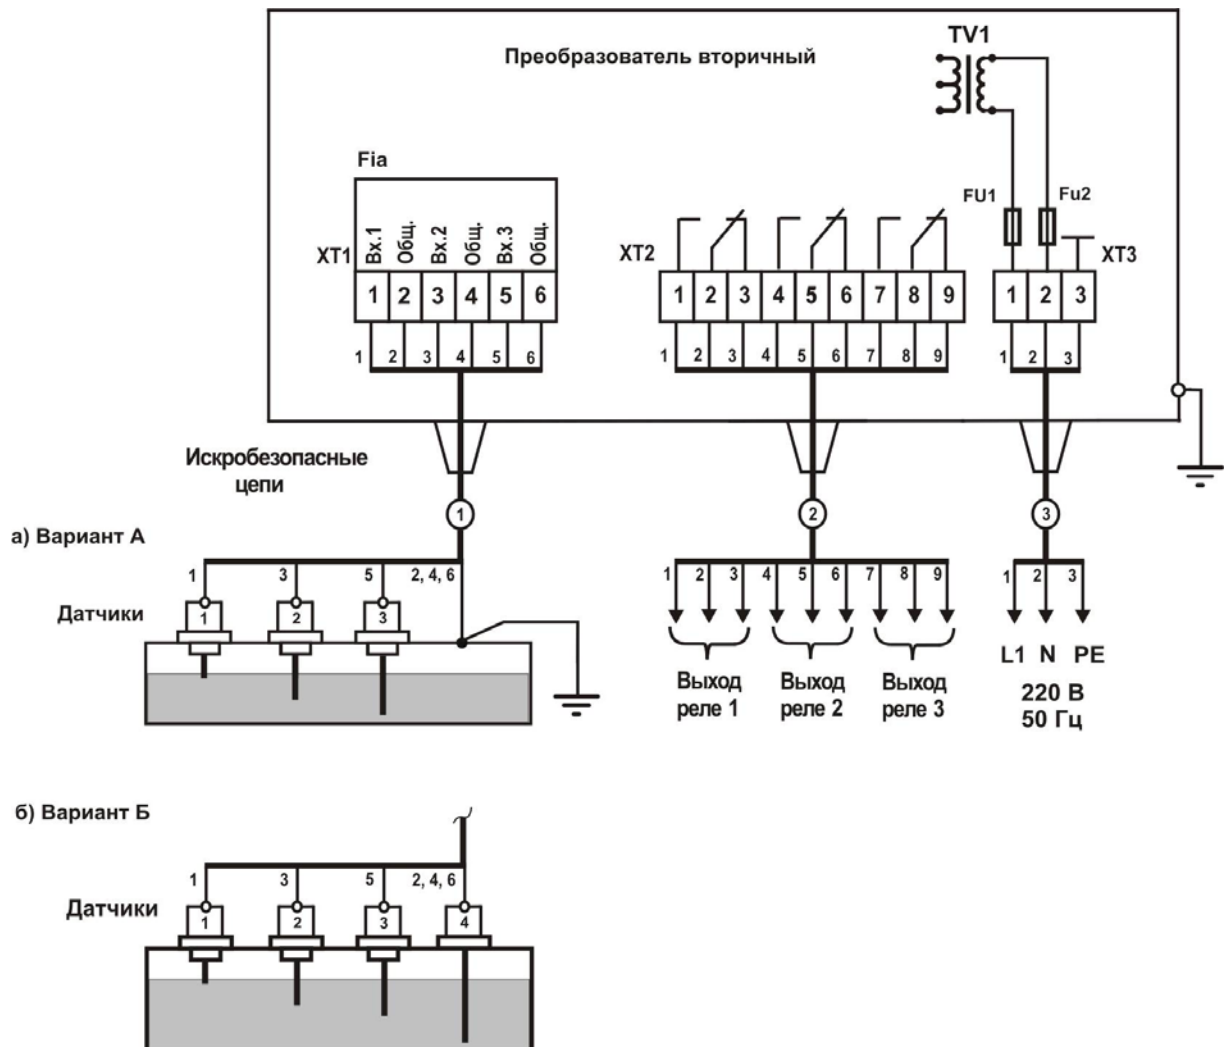 TV1
Преобразователь вторичный
Fia
FU1
Fu2
XT1
Вх.1
Общ.
Вх.2
Общ.
Вх.3
Общ.
XT2
XT3
1 2 3 4 5 6
1 2 3 4 5 6 7 8 9
1 2 3
1 2 3 4 5 6
1 2 3 4 5 6 7 8 9
1 2 3
Искробезопасные
цепи
1
2
3
а) Вариант А
1 3 5 2, 4, 6
1 2 3 4 5 6 7 8 9
1 2 3
Датчики
1 2 3
L1 N PE
Выход
реле 1
Выход
реле 2
Выход
реле 3
220 В
50 Гц
б) Вариант Б
1 3 5 2, 4, 6
Датчики
1 2 3 4